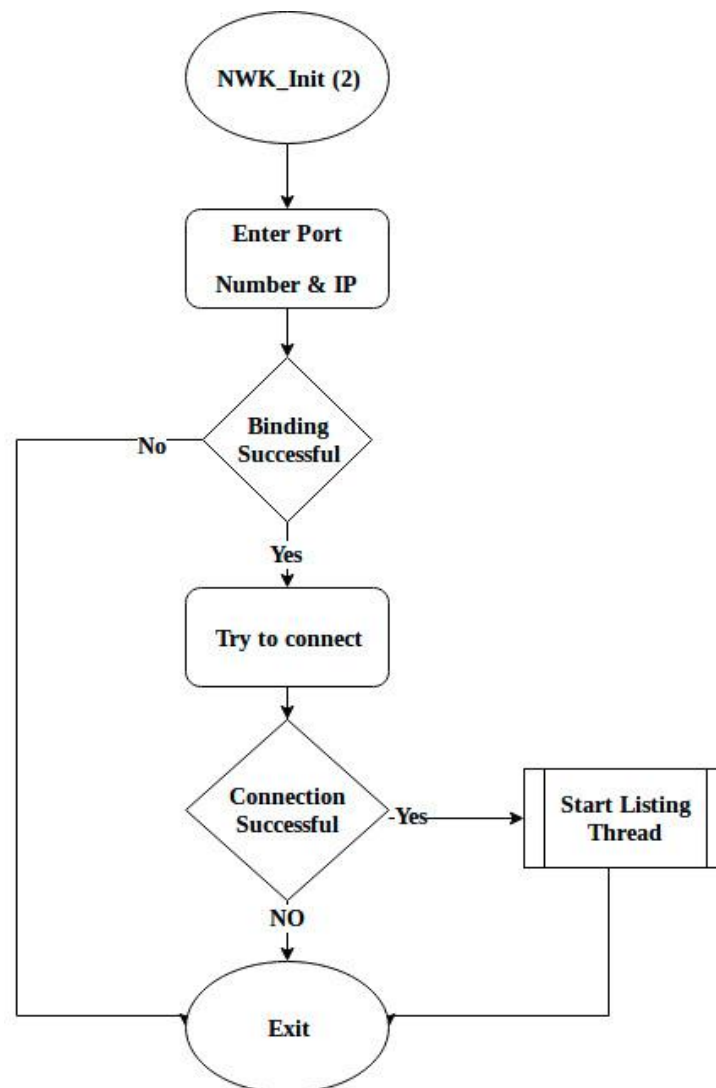 NWK_Init (2)
Enter Port
Number & IP
Binding
Successful
No
Yes
Try to connect
Connection
Successful
-Yes
Start Listing
Thread
NO
Exit